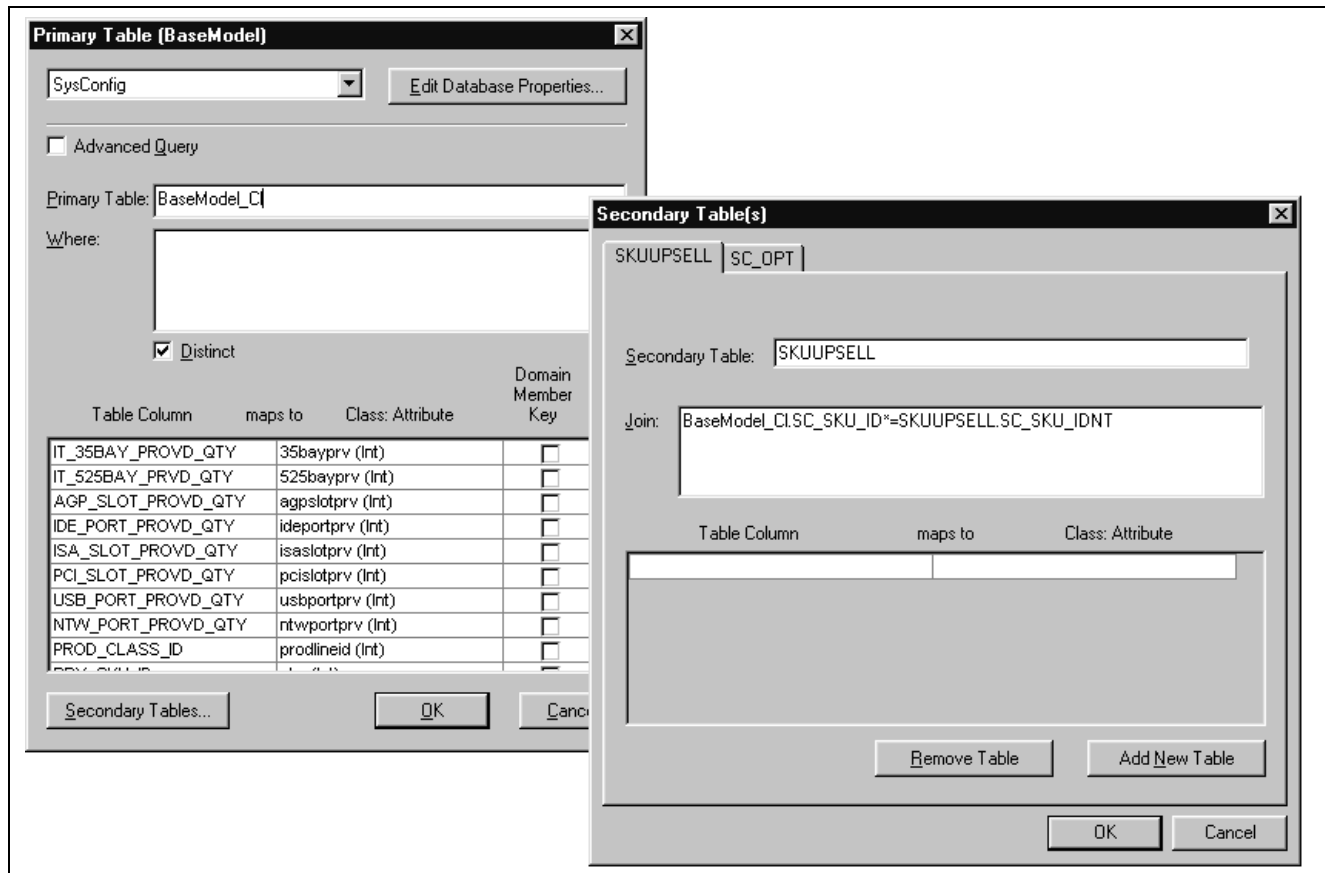 Primary Table (BaseModel)
SysConfig
Edit Database Properties...
Advanced Query
Primary Table: BaseModel_CI
Where:
Distinct
Table Column maps to Class: Attribute Domain Member Key
IT_35BAY_PROVD_QTY 35bayprv (Int)
IT_525BAY_PRVD_QTY 525bayprv (Int)
AGP_SLOT_PROVD_QTY agpslotprv (Int)
IDE_PORT_PROVD_QTY ideportprv (Int)
ISA_SLOT_PROVD_QTY isaslotprv (Int)
PCI_SLOT_PROVD_QTY pcislotprv (Int)
USB_PORT_PROVD_QTY usbportprv (Int)
NTW_PORT_PROVD_QTY ntwportprv (Int)
PROD_CLASS_ID prodlineid (Int)
Secondary Tables...
OK
Secondary Table(s)
SKUUPSELL SC_OPT
Secondary Table: SKUUPSELL
Join: BaseModel_CI.SC_SKU_ID*=SKUUPSELL.SC_SKU_IDNT
Table Column maps to Class: Attribute
Remove Table Add New Table
OK Cancel